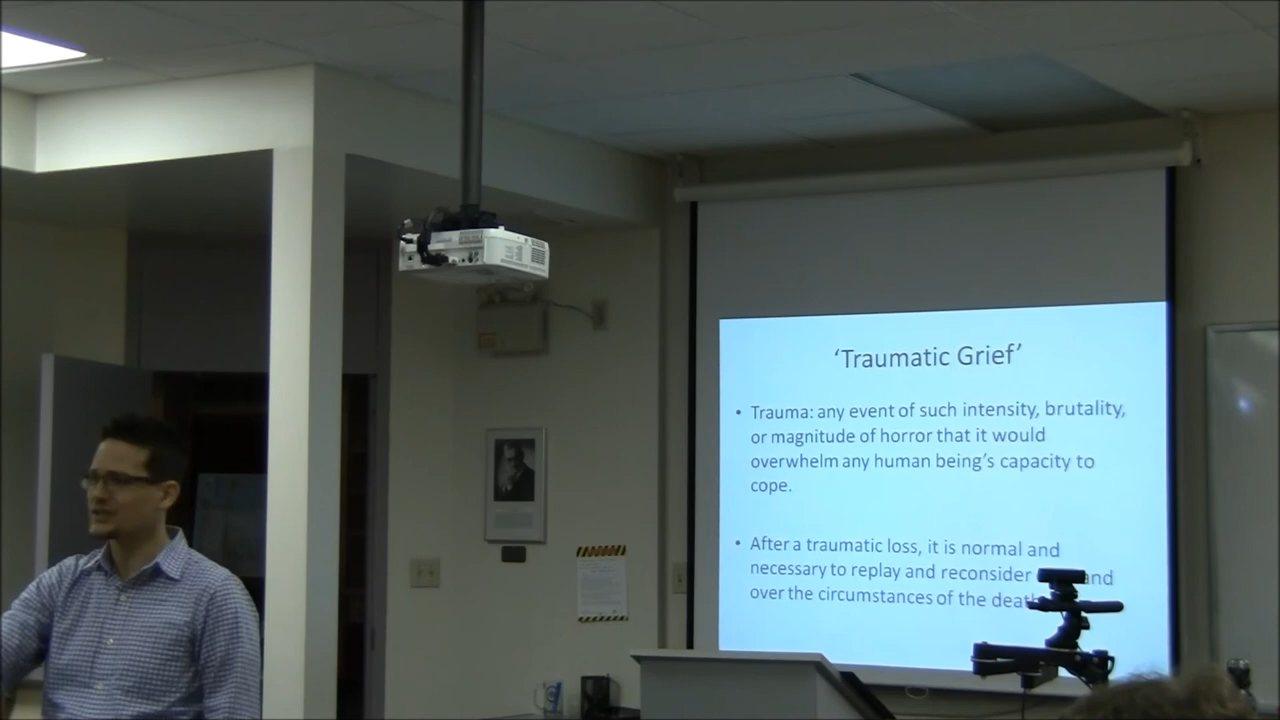 ‘Traumatic Grief’
• Trauma: any event of such intensity, brutality,
or magnitude of horror that it would
overwhelm any human being’s capacity to
cope.
• After a traumatic loss, it is normal and
necessary to replay and reconsider and
over the circumstances of the death